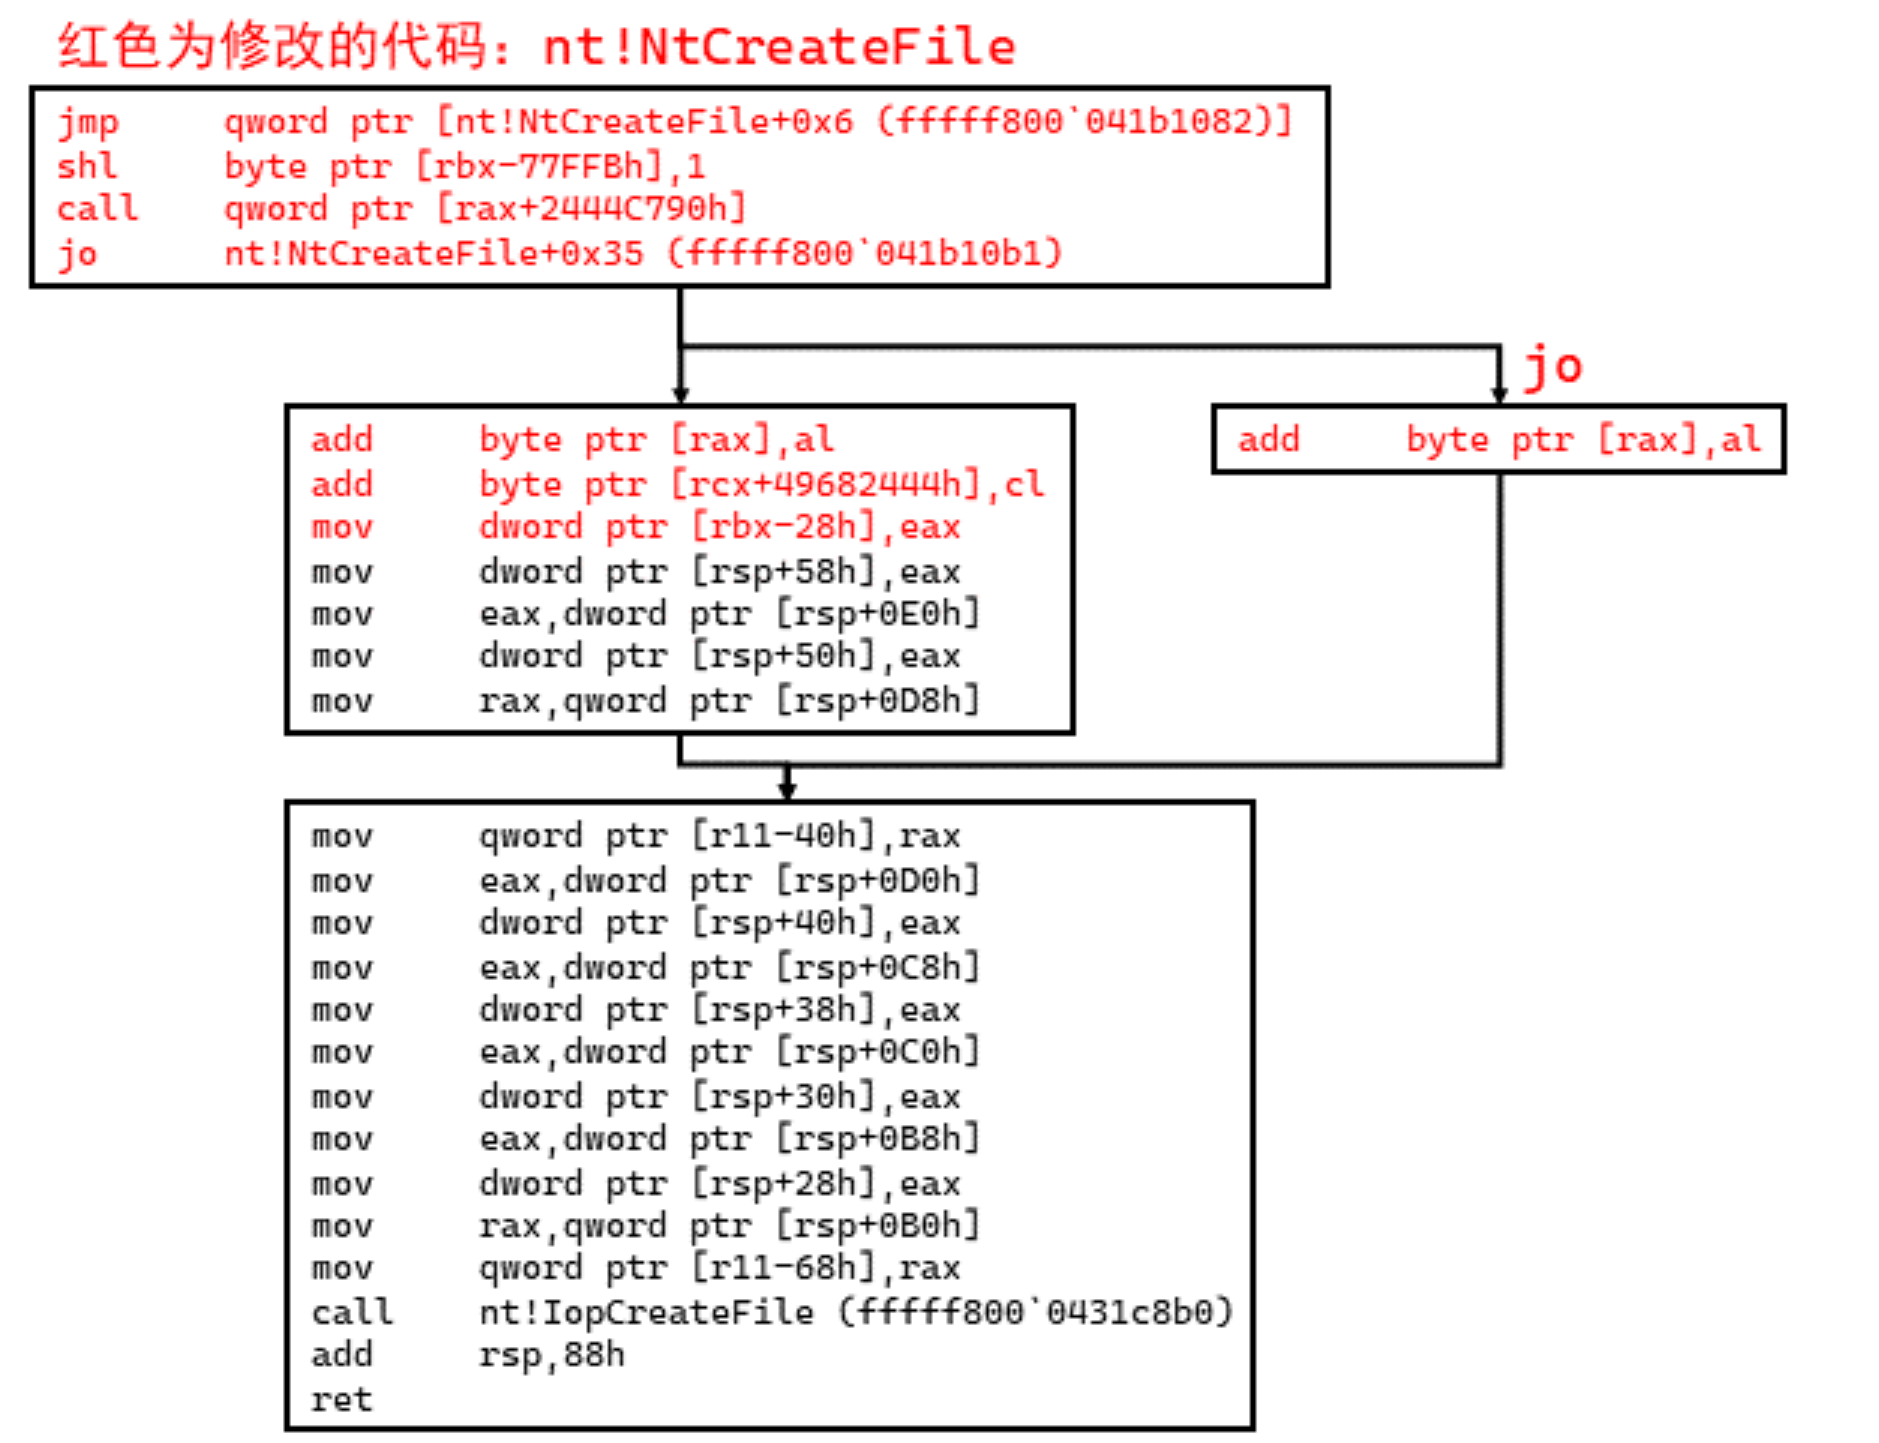 红色为修改的代码：nt!NtCreateFile
jmp qword ptr [nt!NtCreateFile+0x6 (fffff800`041b1082)]
shl byte ptr [rbx-77FFBh],1
call qword ptr [rax+2444C790h]
jo nt!NtCreateFile+0x35 (fffff800`041b10b1)
jo
add byte ptr [rax],al
add byte ptr [rcx+49682444h],cl
mov dword ptr [rbx-28h],eax
mov dword ptr [rsp+58h],eax
mov eax,dword ptr [rsp+0E0h]
mov dword ptr [rsp+50h],eax
mov rax,qword ptr [rsp+0D8h]
add byte ptr [rax],al
mov qword ptr [r11-40h],rax
mov eax,dword ptr [rsp+0D0h]
mov dword ptr [rsp+40h],eax
mov eax,dword ptr [rsp+0C8h]
mov dword ptr [rsp+38h],eax
mov eax,dword ptr [rsp+0C0h]
mov dword ptr [rsp+30h],eax
mov eax,dword ptr [rsp+0B8h]
mov dword ptr [rsp+28h],eax
mov rax,qword ptr [rsp+0B0h]
mov qword ptr [r11-68h],rax
call nt!IopCreateFile (fffff800`0431c8b0)
add rsp,88h
ret